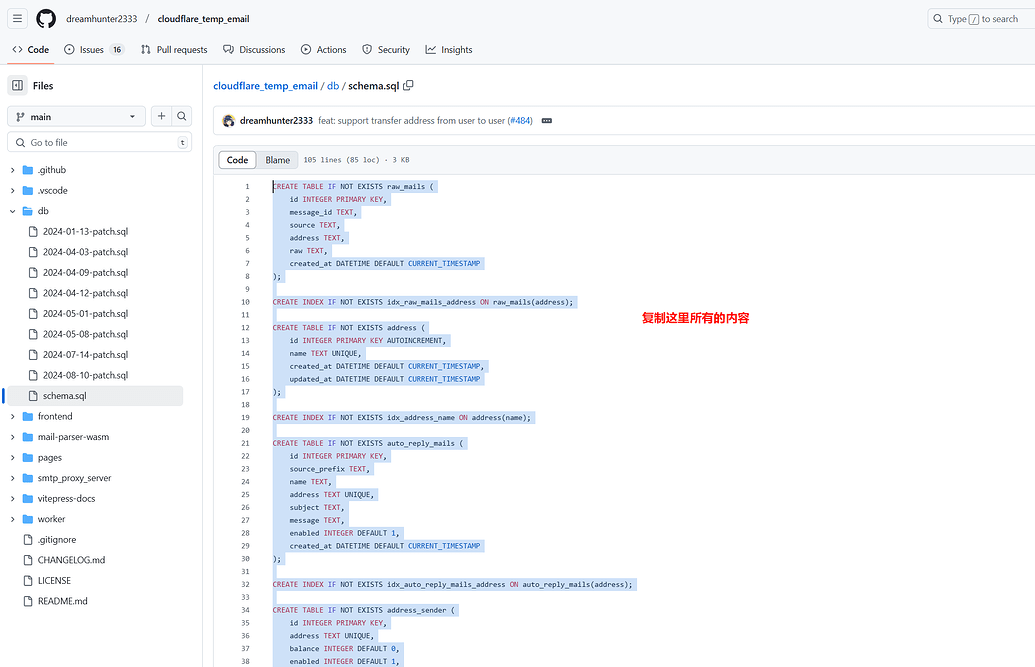 dreamhunter2333 / cloudflare_temp_email
Type / to search
Code
Issues 16
Pull requests
Discussions
Actions
Security
Insights
Files
main
Go to file
t
.github
.vscode
db
2024-01-13-patch.sql
2024-04-03-patch.sql
2024-04-09-patch.sql
2024-04-12-patch.sql
2024-05-01-patch.sql
2024-05-08-patch.sql
2024-07-14-patch.sql
2024-08-10-patch.sql
schema.sql
frontend
mail-parser-wasm
pages
smtp_proxy_server
vitepress-docs
worker
.gitignore
CHANGELOG.md
LICENSE
README.md
cloudflare_temp_email / db / schema.sql
dreamhunter2333 feat: support transfer address from user to user (#484)
Code
Blame
105 lines (85 loc) · 3 KB
1 CREATE TABLE IF NOT EXISTS raw_mails (
2 id INTEGER PRIMARY KEY,
3 message_id TEXT,
4 source TEXT,
5 address TEXT,
6 raw TEXT,
7 created_at DATETIME DEFAULT CURRENT_TIMESTAMP
8 );
9
10 CREATE INDEX IF NOT EXISTS idx_raw_mails_address ON raw_mails(address);
11
12 CREATE TABLE IF NOT EXISTS address (
13 id INTEGER PRIMARY KEY AUTOINCREMENT,
14 name TEXT UNIQUE,
15 created_at DATETIME DEFAULT CURRENT_TIMESTAMP,
16 updated_at DATETIME DEFAULT CURRENT_TIMESTAMP
17 );
18
19 CREATE INDEX IF NOT EXISTS idx_address_name ON address(name);
20
21 CREATE TABLE IF NOT EXISTS auto_reply_mails (
22 id INTEGER PRIMARY KEY,
23 source_prefix TEXT,
24 name TEXT,
25 address TEXT UNIQUE,
26 subject TEXT,
27 message TEXT,
28 enabled INTEGER DEFAULT 1,
29 created_at DATETIME DEFAULT CURRENT_TIMESTAMP
30 );
31
32 CREATE INDEX IF NOT EXISTS idx_auto_reply_mails_address ON auto_reply_mails(address);
33
34 CREATE TABLE IF NOT EXISTS address_sender (
35 id INTEGER PRIMARY KEY,
36 address TEXT UNIQUE,
37 balance INTEGER DEFAULT 0,
38 enabled INTEGER DEFAULT 1,
复制这里所有的内容